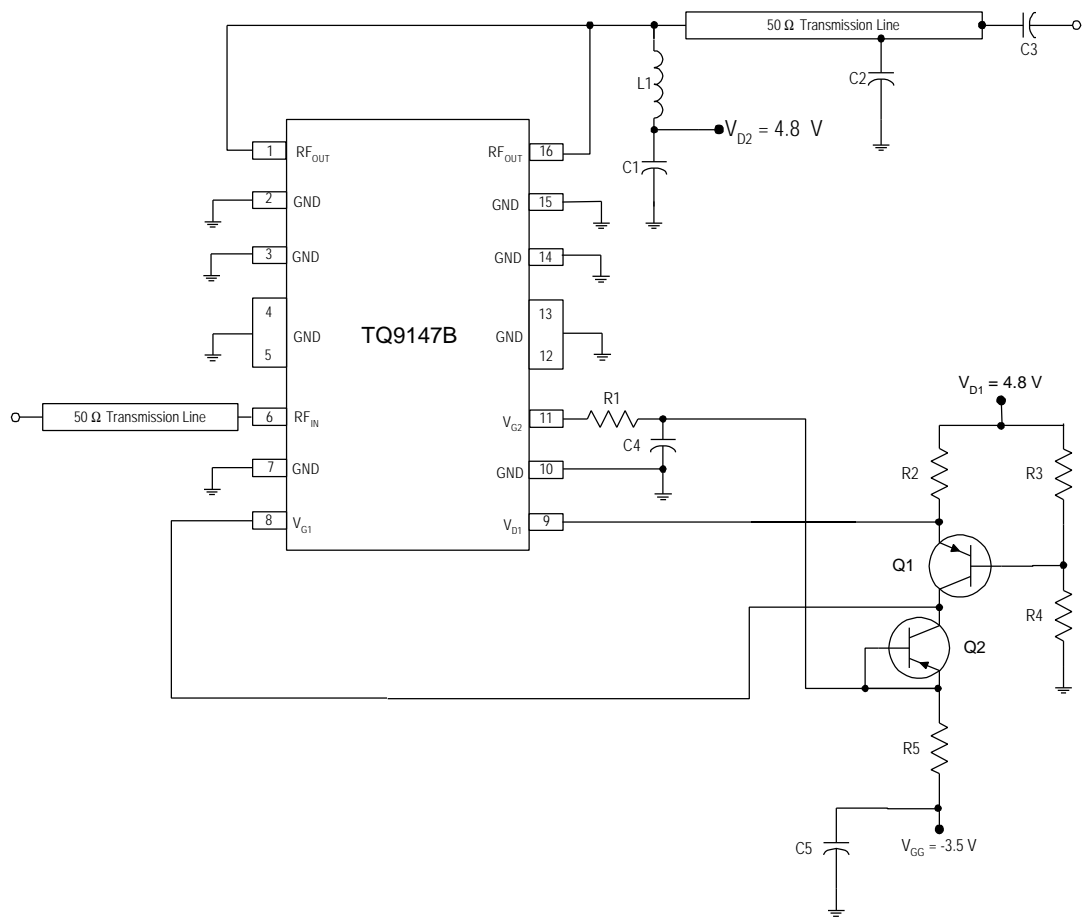 50 Ω Transmission Line
C3
L1
C2
V_D2 = 4.8 V
C1
1 RF_OUT RF_OUT 16
2 GND GND 15
3 GND GND 14
4 GND GND 13
5 12
TQ9147B
50 Ω Transmission Line
6 RF_IN V_G2 11
R1
C4
7 GND GND 10
8 V_G1 V_D1 9
V_D1 = 4.8 V
R2
R3
Q1
R4
Q2
R5
C5
V_GG = -3.5 V